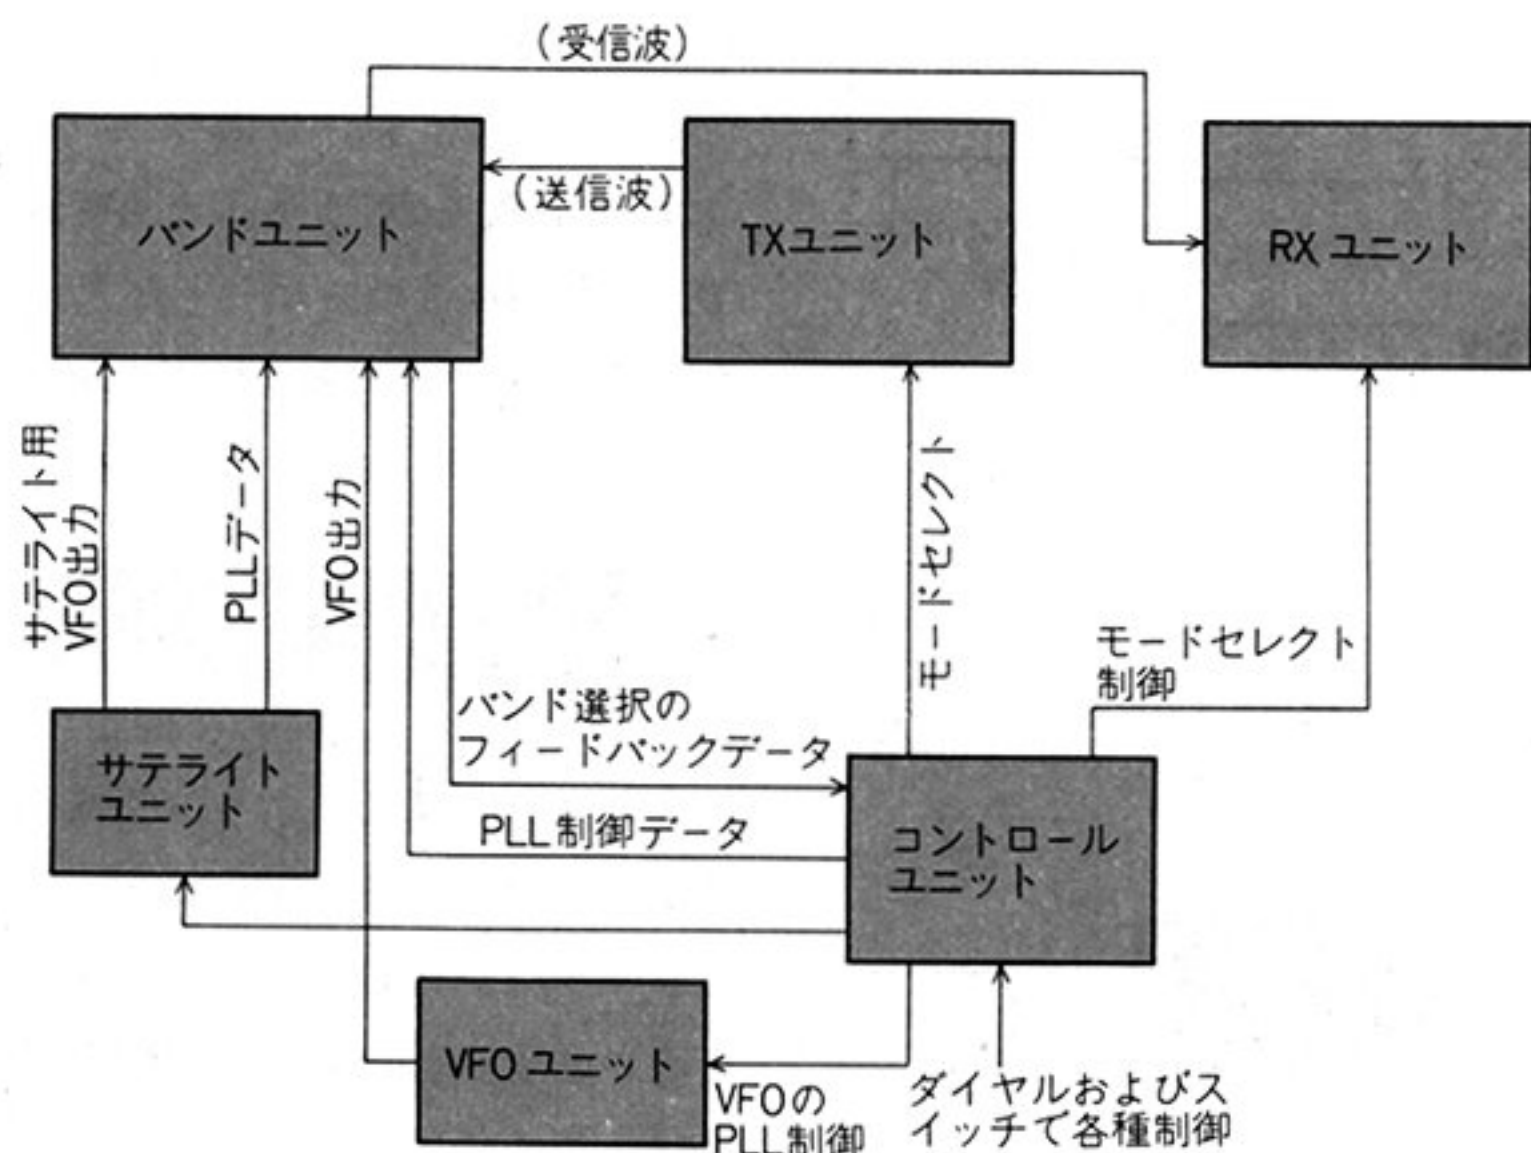 (受信波)
(送信波)
バンドユニット
TXユニット
RX ユニット
サテライト用
VFO出力
PLLデータ
VFO出力
モードセレクト
モードセレクト
制御
バンド選択の
フィードバックデータ
サテライト
ユニット
PLL制御データ
コントロール
ユニット
VFO ユニット
VFOの
PLL制御
ダイヤルおよびス
イッチで各種制御